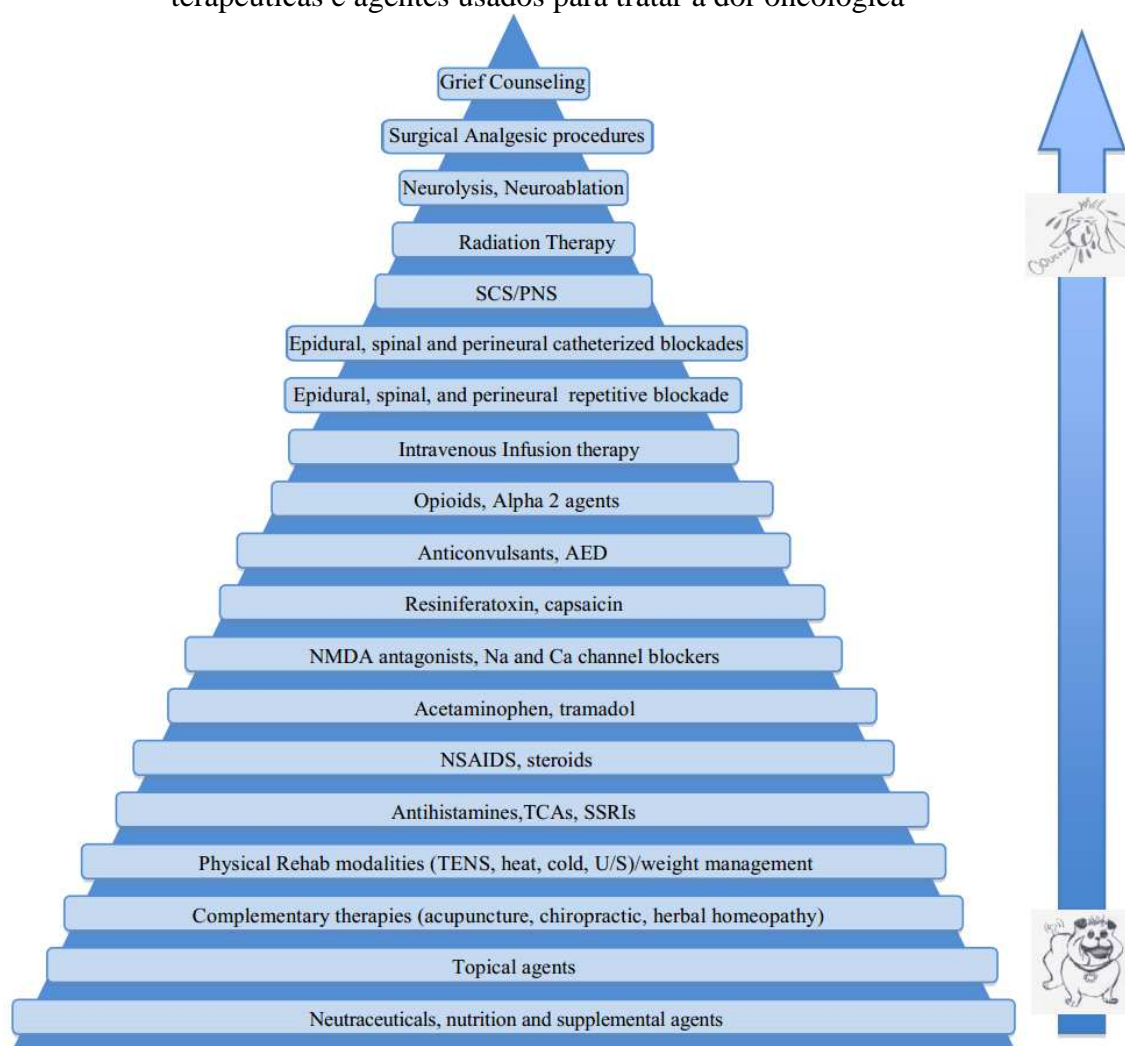 terapêuticas e agentes usados para tratar a dor oncológica
Grief Counseling
Surgical Analgesic procedures
Neurolysis, Neuroablation
Radiation Therapy
SCS/PNS
Epidural, spinal and perineural catheterized blockades
Epidural, spinal, and perineural repetitive blockade
Intravenous Infusion therapy
Opioids, Alpha 2 agents
Anticonvulsants, AED
Resiniferatoxin, capsaicin
NMDA antagonists, Na and Ca channel blockers
Acetaminophen, tramadol
NSAIDS, steroids
Antihistamines,TCAs, SSRIs
Physical Rehab modalities (TENS, heat, cold, U/S)/weight management
Complementary therapies (acupuncture, chiropractic, herbal homeopathy)
Topical agents
Neutraceuticals, nutrition and supplemental agents